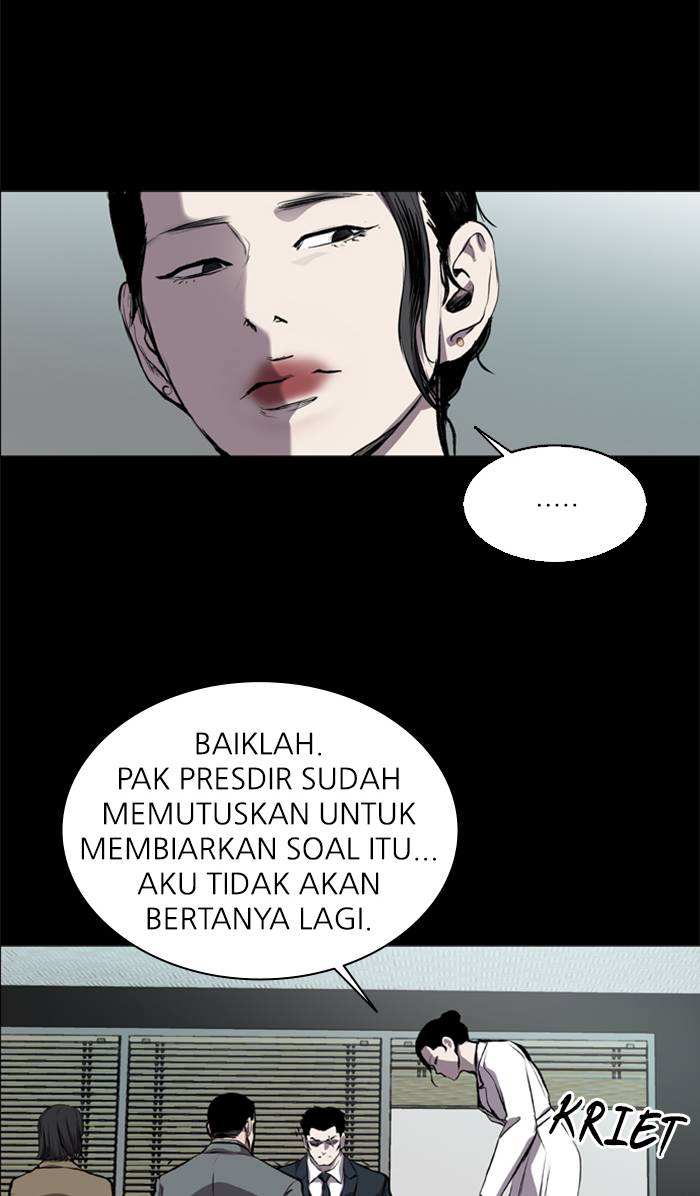 .....
BAIKLAH.
PAK PRESDIR SUDAH
MEMUTUSKAN UNTUK
MEMBIARKAN SOAL ITU...
AKU TIDAK AKAN
BERTANYA LAGI.
KRIET